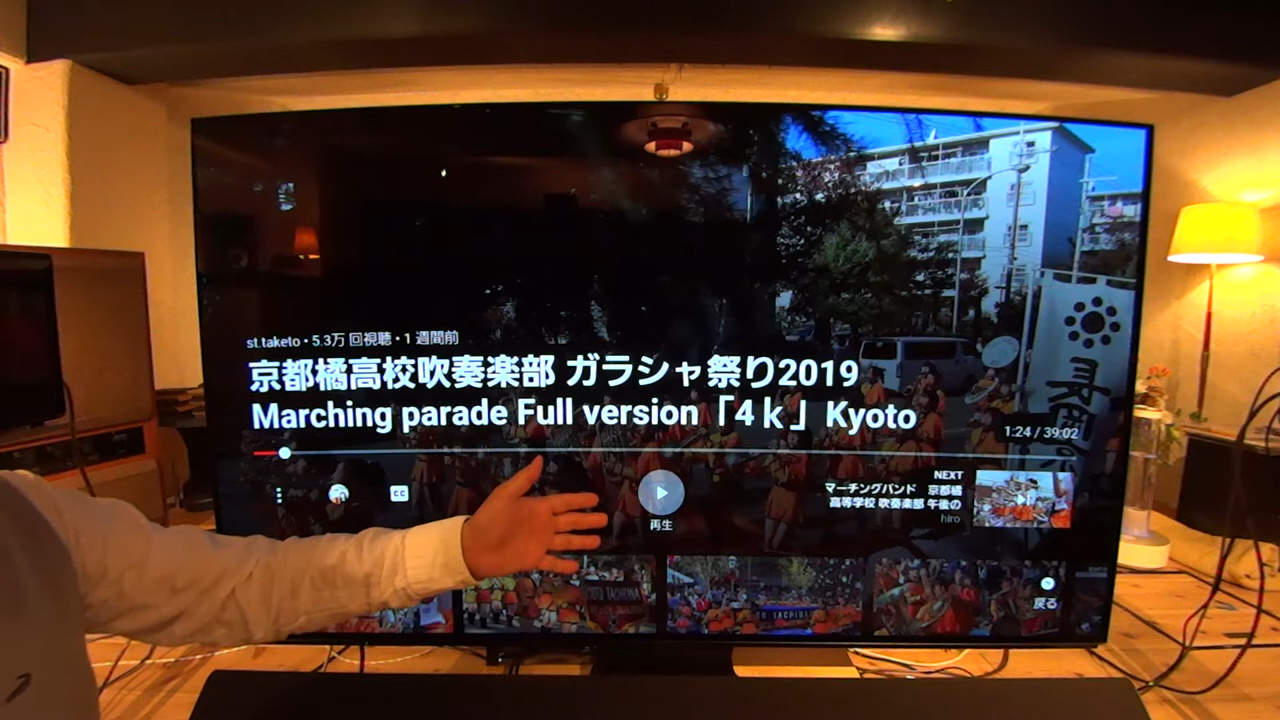 st.taketo • 5.3万 回視聴 • 1 週間前
京都橘高校吹奏楽部 ガラシャ祭り2019
Marching parade Full version「4ｋ」Kyoto
1:24 / 39:02
CC
再生
NEXT
マーチングバンド 京都橘
高等学校 吹奏楽部 午後の
hiro
戻る